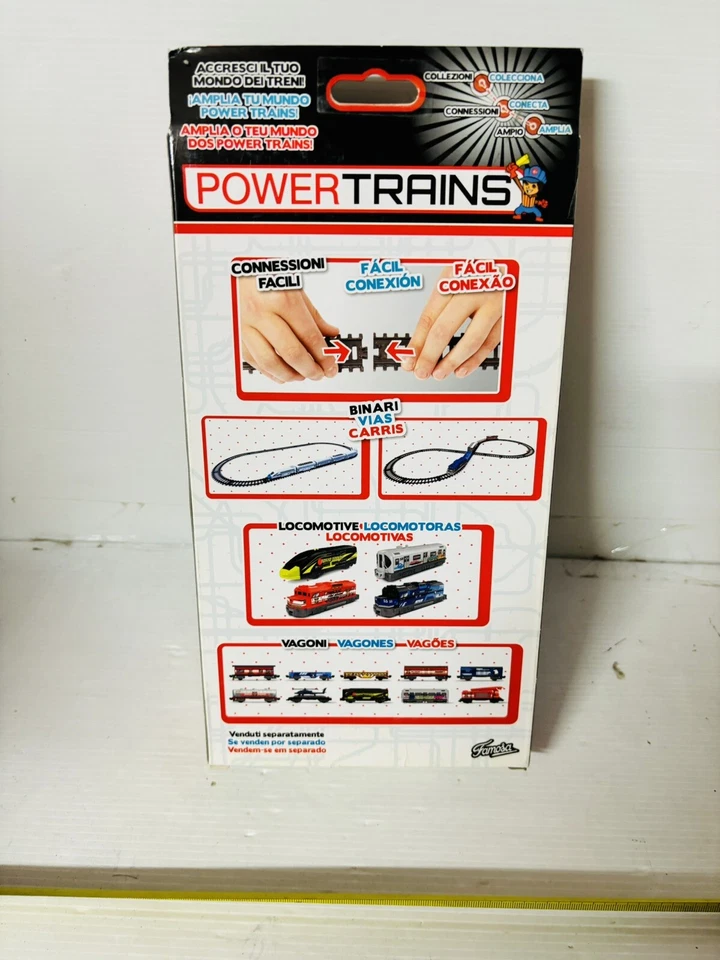 ACCRESCI IL TUO
MONDO DEI TRENI!
¡AMPLIA TU MUNDO
POWER TRAINS!
AMPLIA O TEU MUNDO
DOS POWER TRAINS!
COLLEZIONI COLECCIONA
CONNESSIONI CONECTA
AMPIO AMPLIA
POWERTRAINS
CONNESSIONI
FACILI
FÁCIL
CONEXIÓN
FÁCIL
CONEXÃO
BINARI
VIAS
CARRIS
LOCOMOTIVE LOCOMOTORAS
LOCOMOTIVAS
VAGONI VAGONES VAGÕES
Venduti separatamente
Se venden por separado
Vendem-se em separado
Famosa